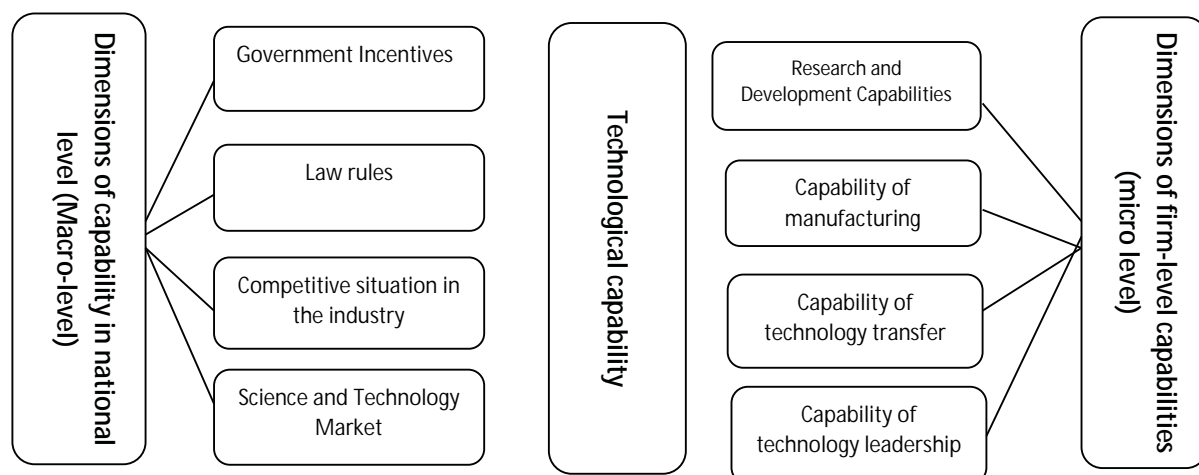 Dimensions of capability in national
level (Macro-level)
Government Incentives
Law rules
Competitive situation in
the industry
Science and Technology
Market
Technological capability
Research and
Development Capabilities
Capability of
manufacturing
Capability of
technology transfer
Capability of
technology leadership
Dimensions of firm-level capabilities
(micro level)